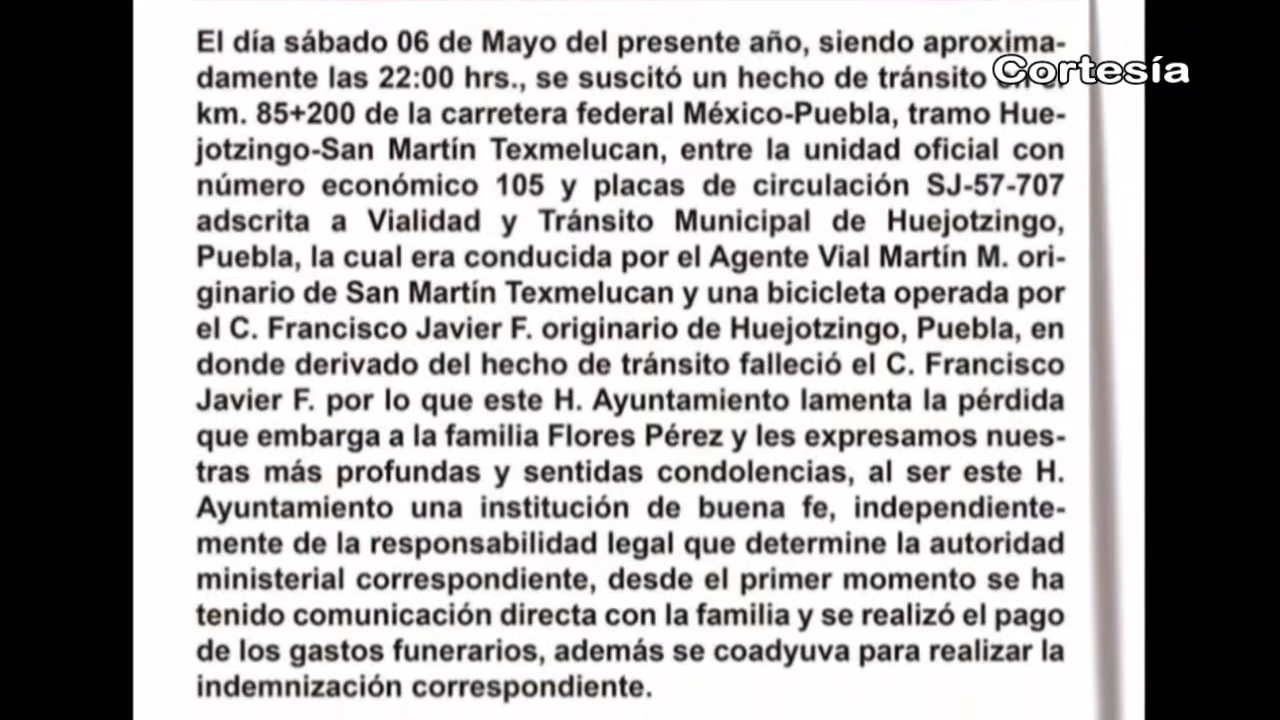 El día sábado 06 de Mayo del presente año, siendo aproxima-
damente las 22:00 hrs., se suscitó un hecho de tránsito en el
Cortesía
km. 85+200 de la carretera federal México-Puebla, tramo Hue-
jotzingo-San Martín Texmelucan, entre la unidad oficial con
número económico 105 y placas de circulación SJ-57-707
adscrita a Vialidad y Tránsito Municipal de Huejotzingo,
Puebla, la cual era conducida por el Agente Vial Martín M. ori-
ginario de San Martín Texmelucan y una bicicleta operada por
el C. Francisco Javier F. originario de Huejotzingo, Puebla, en
donde derivado del hecho de tránsito falleció el C. Francisco
Javier F. por lo que este H. Ayuntamiento lamenta la pérdida
que embarga a la familia Flores Pérez y les expresamos nues-
tras más profundas y sentidas condolencias, al ser este H.
Ayuntamiento una institución de buena fe, independiente-
mente de la responsabilidad legal que determine la autoridad
ministerial correspondiente, desde el primer momento se ha
tenido comunicación directa con la familia y se realizó el pago
de los gastos funerarios, además se coadyuva para realizar la
indemnización correspondiente.